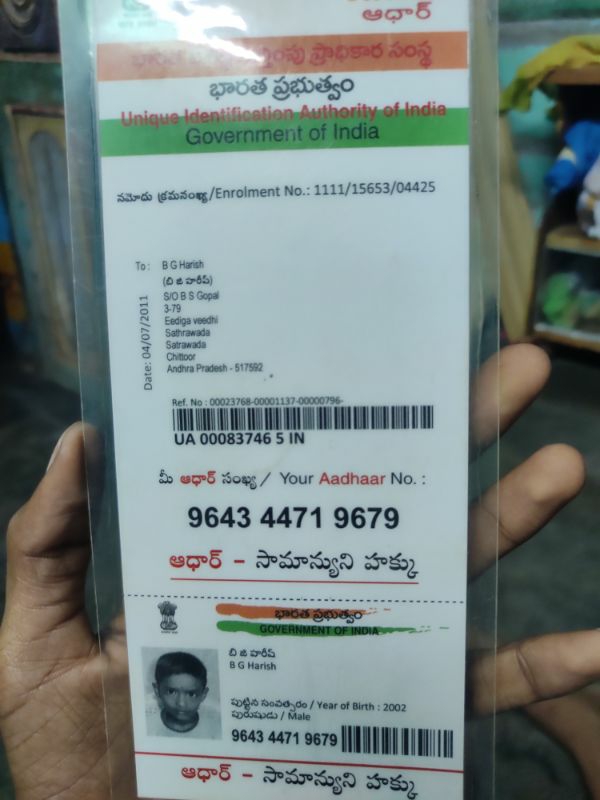 ఆధార్
భారత ప్రాధికార సంస్థ
భారత ప్రభుత్వం
Unique Identification Authority of India
Government of India
నమోదు క్రమసంఖ్య/Enrolment No.: 1111/15653/04425
To : B G Harish
(బి జి హరీష్)
S/O B S Gopal
3-79
Eediga veedhi
Sathrawada
Satrawada
Chittoor
Andhra Pradesh - 517592
Date: 04/07/2011
Ref. No : 00023768-00001137-00000796-
UA 00083746 5 IN
మీ ఆధార్ సంఖ్య / Your Aadhaar No. :
9643 4471 9679
ఆధార్ – సామాన్యుని హక్కు
భారత ప్రభుత్వం
GOVERNMENT OF INDIA
బి జి హరీష్
B G Harish
పుట్టిన సంవత్సరం / Year of Birth : 2002
పురుషుడు / Male
9643 4471 9679
ఆధార్ – సామాన్యుని హక్కు